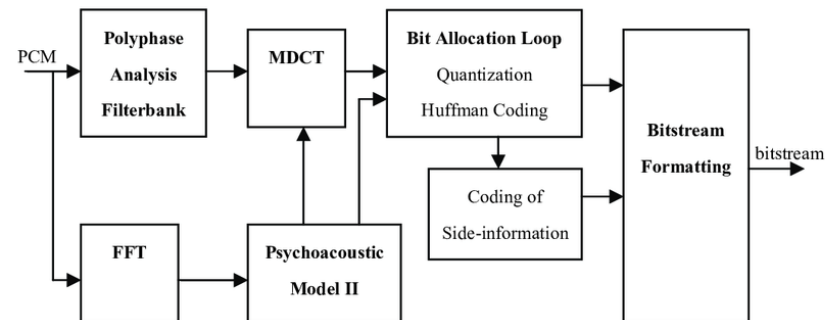 PCM
Polyphase
Analysis
Filterbank
MDCT
Bit Allocation Loop
Quantization
Huffman Coding
Bitstream
Formatting
bitstream
Coding of
Side-information
FFT
Psychoacoustic
Model II